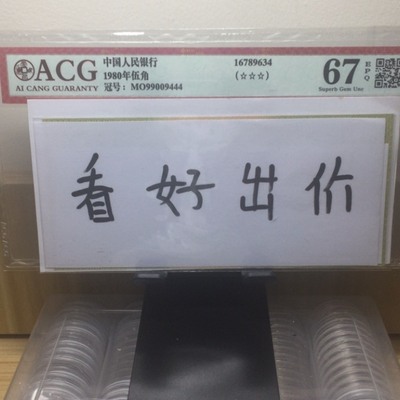 ACG
AI CANG GUARANTY
中国人民银行
1980年伍角
冠号：MO99009444
16789634
(☆☆☆)
67 EPQ
Superb Gem Unc
看好出价